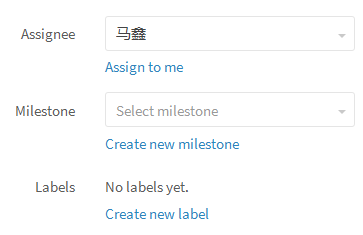 Assignee 马鑫
Assign to me
Milestone Select milestone
Create new milestone
Labels No labels yet.
Create new label